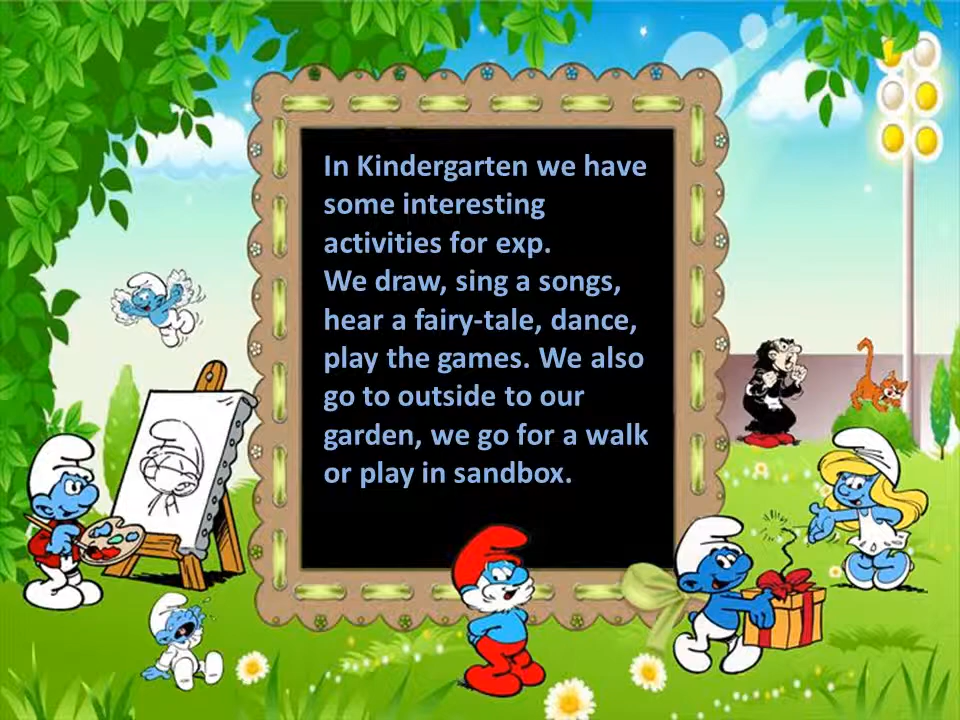 In Kindergarten we have
some interesting
activities for exp.
We draw, sing a songs,
hear a fairy-tale, dance,
play the games. We also
go to outside to our
garden, we go for a walk
or play in sandbox.